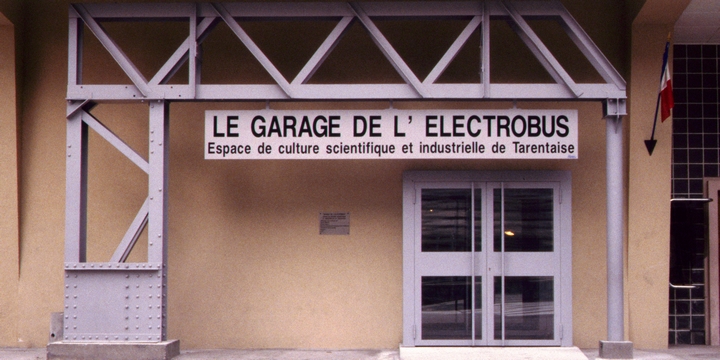 LE GARAGE DE L' ELECTROBUS
Espace de culture scientifique et industrielle de Tarentaise